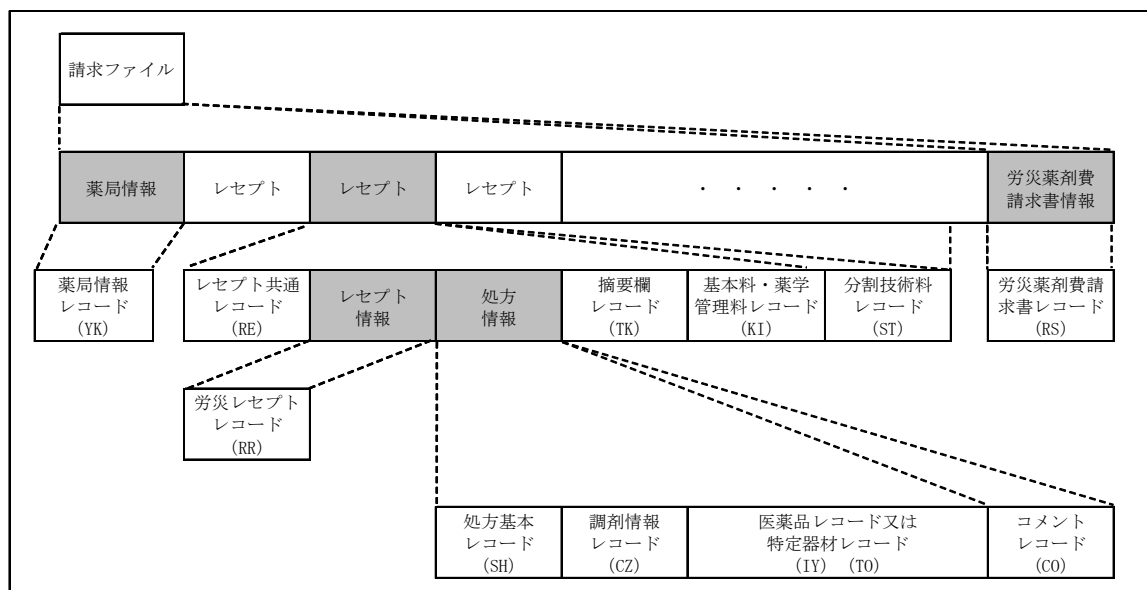 請求ファイル
薬局情報
レセプト
レセプト
レセプト
・ ・ ・ ・ ・
労災薬剤費
請求書情報
薬局情報
レコード
(YK)
レセプト共通
レコード
(RE)
レセプト
情報
処方
情報
摘要欄
レコード
(TK)
基本料・薬学
管理料レコード
(KI)
分割技術料
レコード
(ST)
労災薬剤費請
求書レコード
(RS)
労災レセプト
レコード
(RR)
処方基本
レコード
(SH)
調剤情報
レコード
(CZ)
医薬品レコード又は
特定器材レコード
(IY) (TO)
コメント
レコード
(CO)